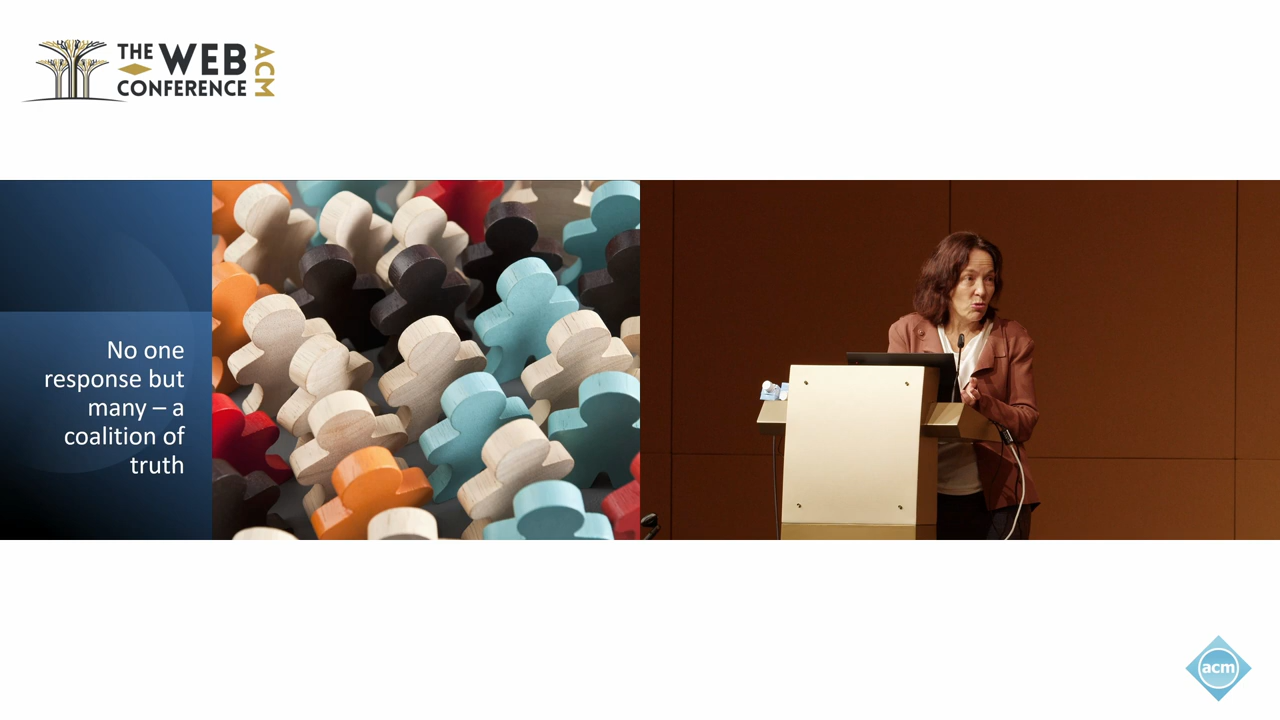 THE WEB
CONFERENCE
ACM
No one
response but
many – a
coalition of
truth
acm